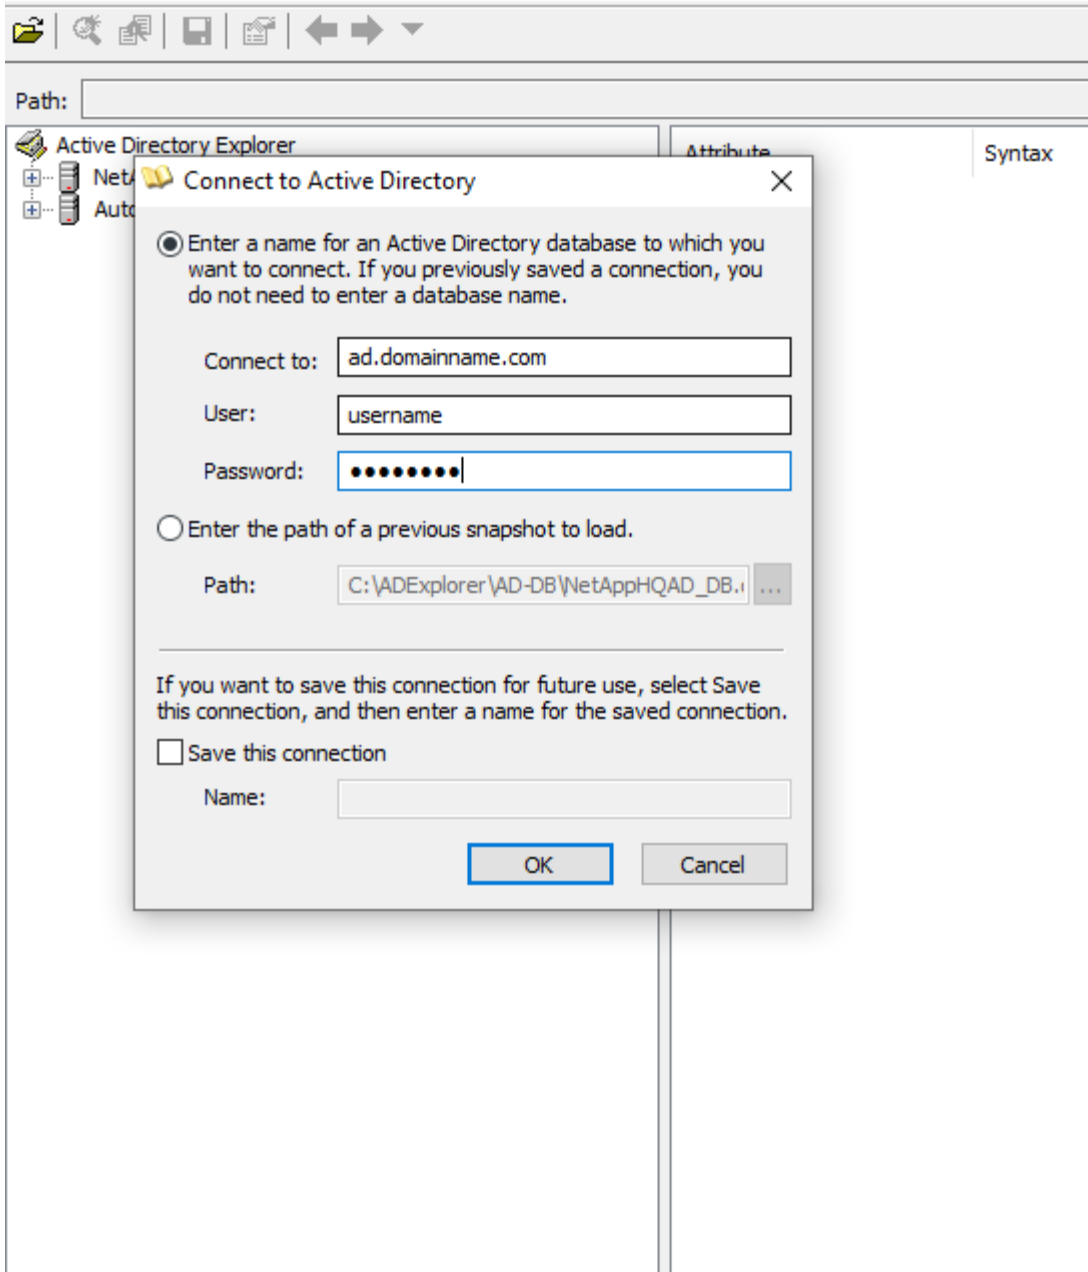 Path:
Active Directory Explorer
Attribute
Syntax
Connect to Active Directory
Enter a name for an Active Directory database to which you
want to connect. If you previously saved a connection, you
do not need to enter a database name.
Connect to: ad.domainname.com
User: username
Password: ●●●●●●●●
Enter the path of a previous snapshot to load.
Path: C:\ADExplorer\AD-DB\NetAppHQAD_DB. ...
If you want to save this connection for future use, select Save
this connection, and then enter a name for the saved connection.
Save this connection
Name:
OK Cancel